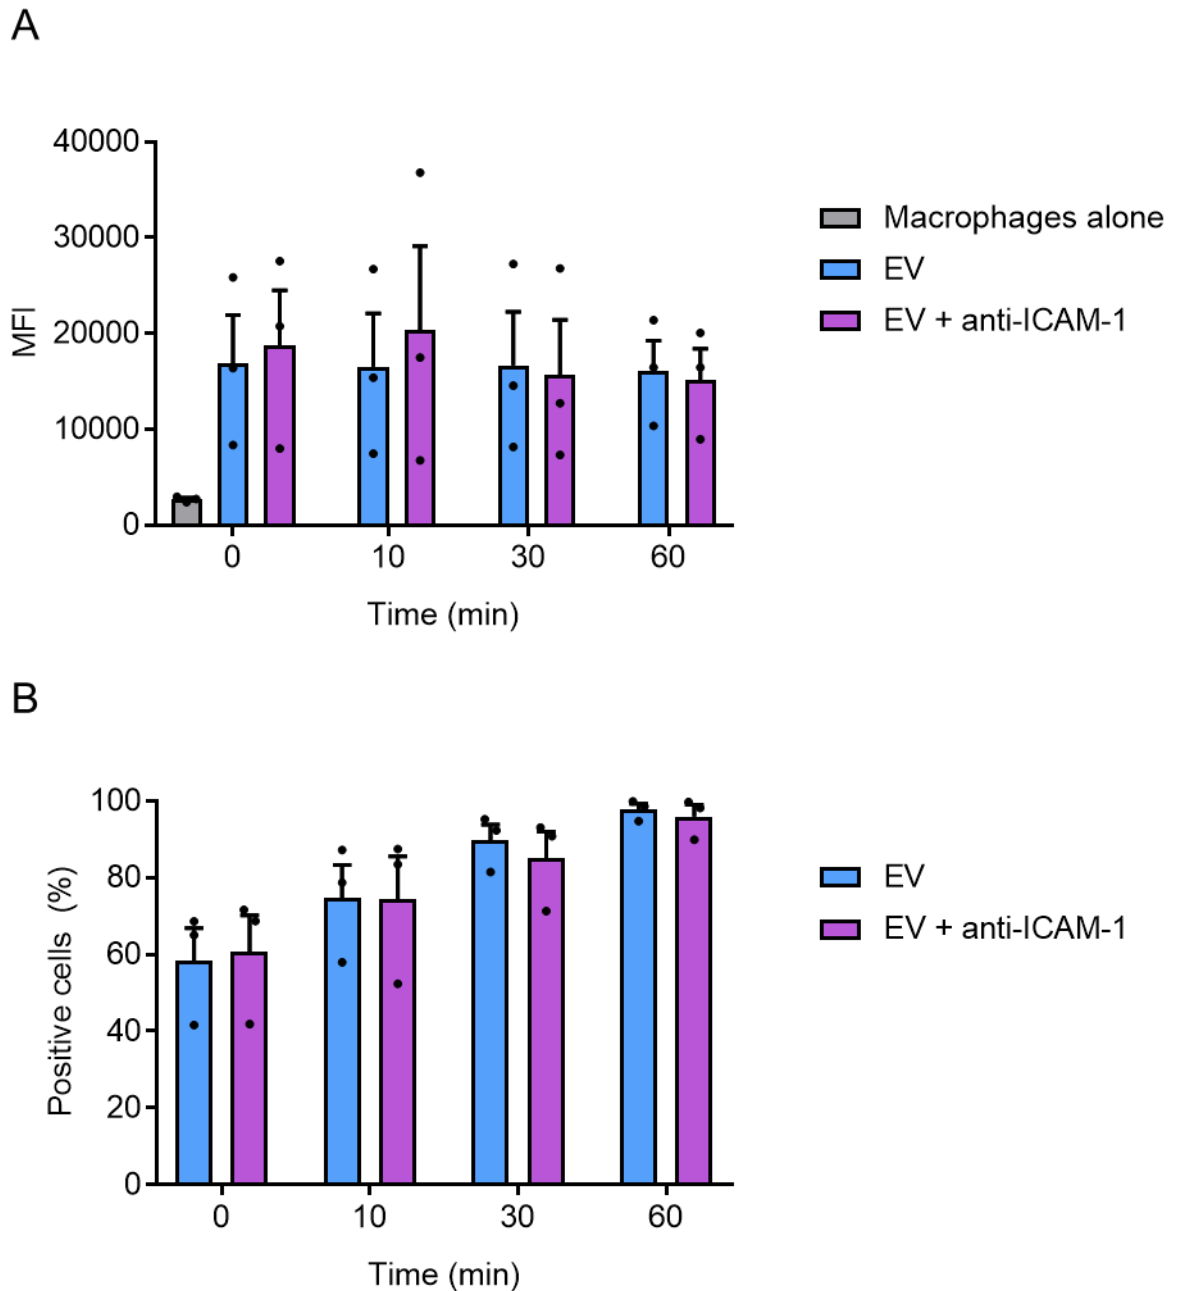 A
40000
30000
20000
10000
0
MFI
0 10 30 60
Time (min)
Macrophages alone
EV
EV + anti-ICAM-1
B
100
80
60
40
20
0
Positive cells (%)
0 10 30 60
Time (min)
EV
EV + anti-ICAM-1